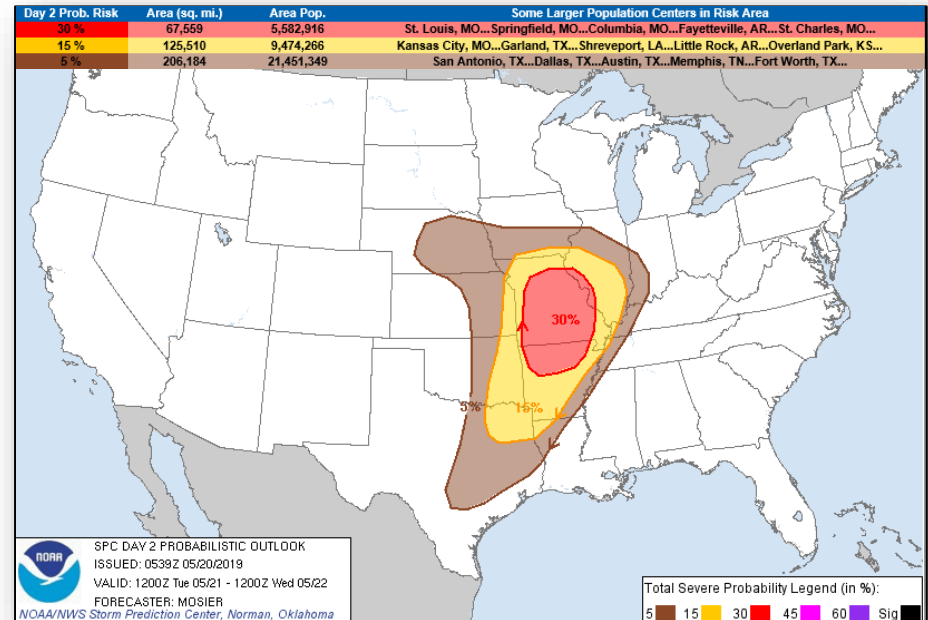 Day 2 Prob. Risk Area (sq. mi.) Area Pop. Some Larger Population Centers in Risk Area
30 % 67,559 5,582,916 St. Louis, MO...Springfield, MO...Columbia, MO...Fayetteville, AR...St. Charles, MO...
15 % 125,510 9,474,266 Kansas City, MO...Garland, TX...Shreveport, LA...Little Rock, AR...Overland Park, KS...
5 % 206,184 21,451,349 San Antonio, TX...Dallas, TX...Austin, TX...Memphis, TN...Fort Worth, TX...
30%
5% 15%
NOAA
SPC DAY 2 PROBABILISTIC OUTLOOK
ISSUED: 0539Z 05/20/2019
VALID: 1200Z Tue 05/21 - 1200Z Wed 05/22
FORECASTER: MOSIER
NOAA/NWS Storm Prediction Center, Norman, Oklahoma
Total Severe Probability Legend (in %):
5 15 30 45 60 Sig